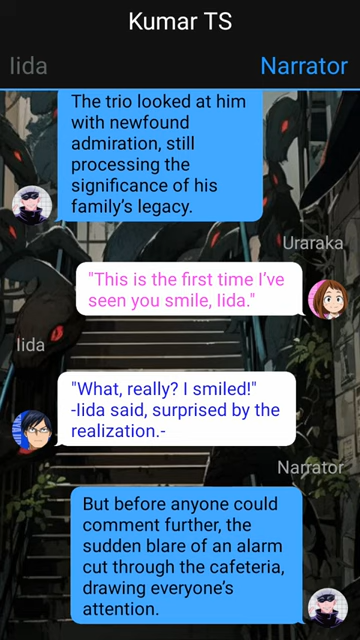 Kumar TS
Iida
Narrator
The trio looked at him
with newfound
admiration, still
processing the
significance of his
family's legacy.
Uraraka
"This is the first time I've
seen you smile, Iida."
Iida
"What, really? I smiled!"
-Iida said, surprised by the
realization.-
Narrator
But before anyone could
comment further, the
sudden blare of an alarm
cut through the cafeteria,
drawing everyone's
attention.